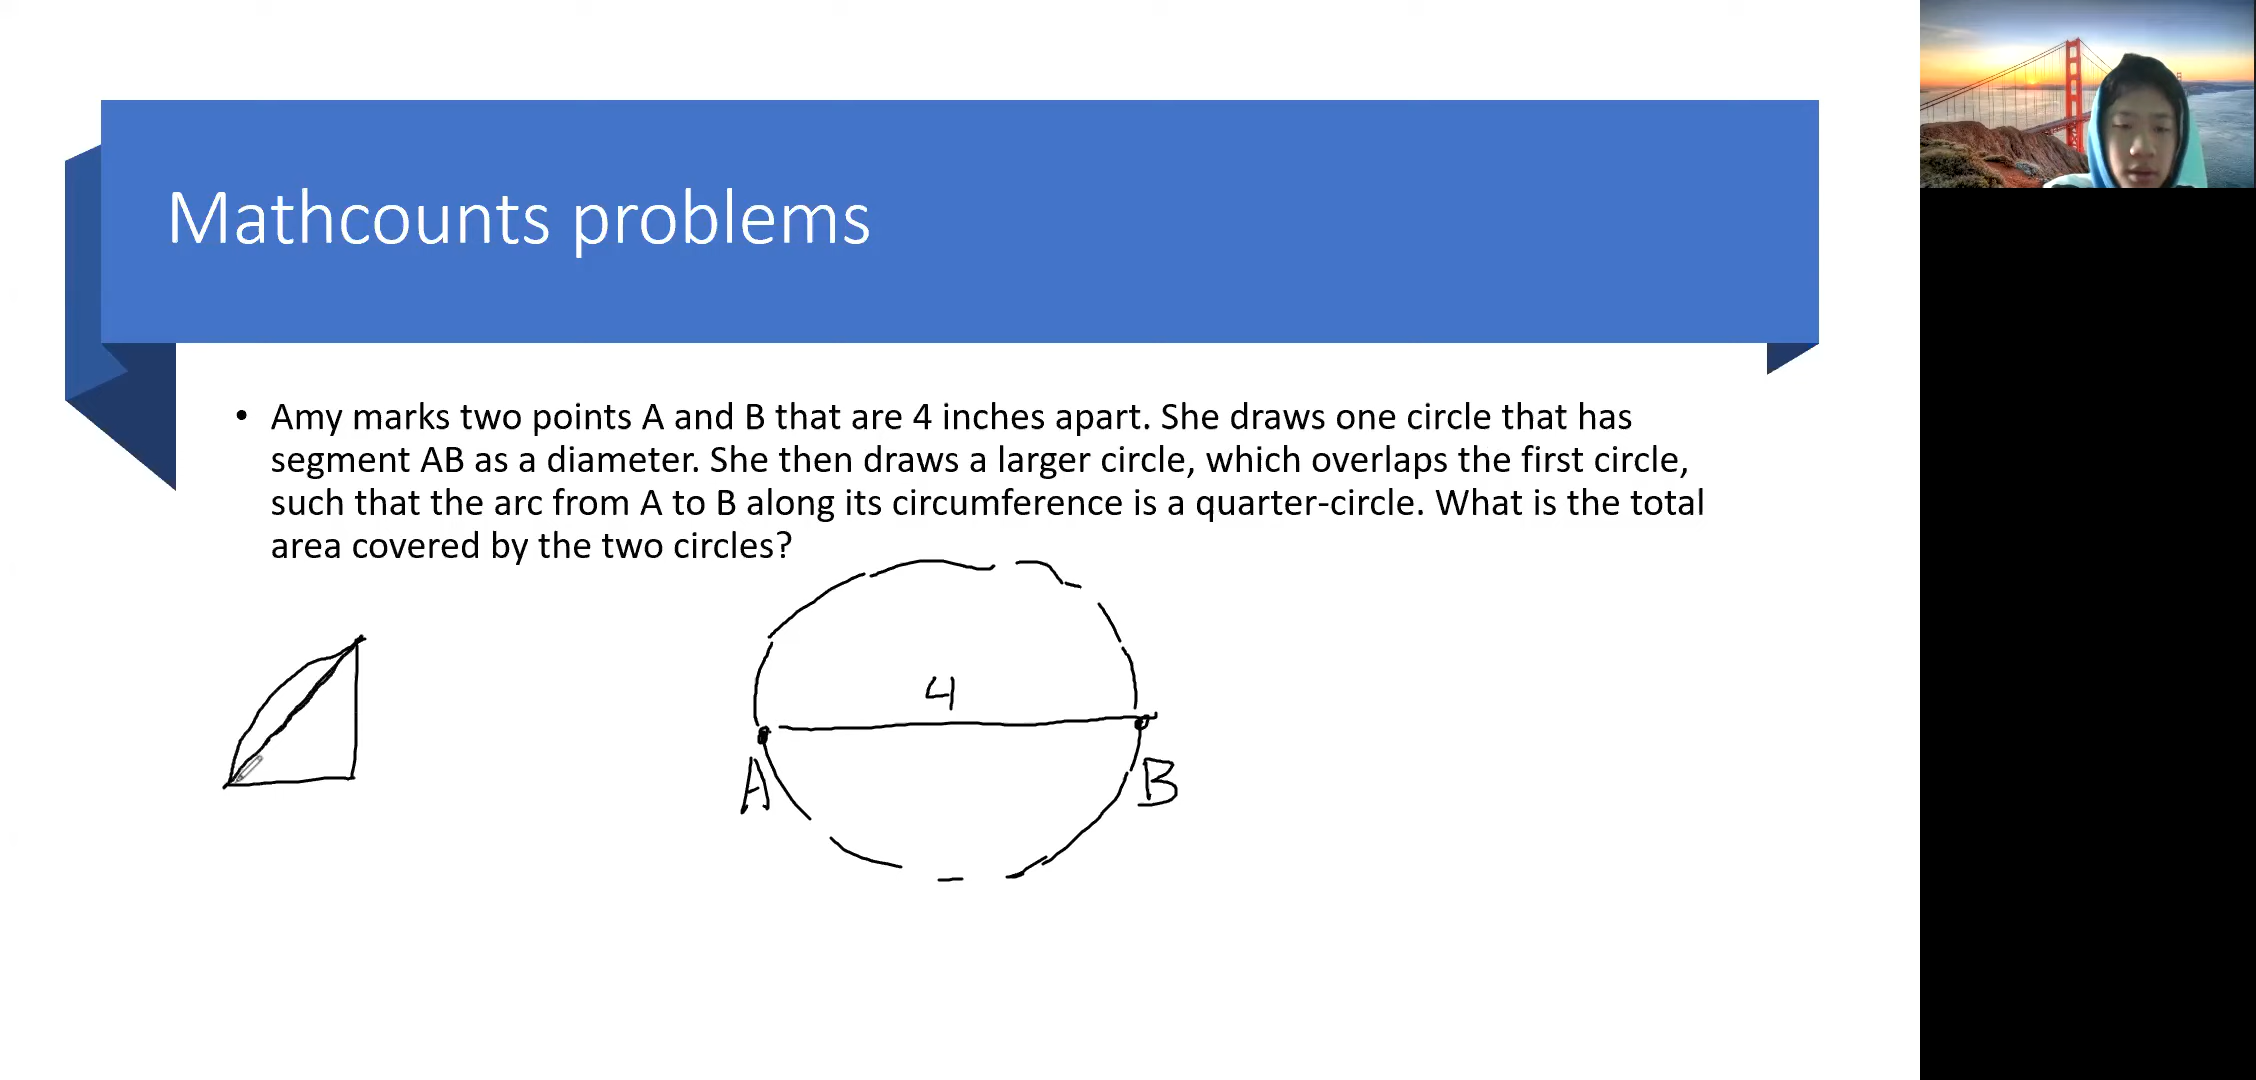 Mathcounts problems
• Amy marks two points A and B that are 4 inches apart. She draws one circle that has
segment AB as a diameter. She then draws a larger circle, which overlaps the first circle,
such that the arc from A to B along its circumference is a quarter-circle. What is the total
area covered by the two circles?
4
A
B